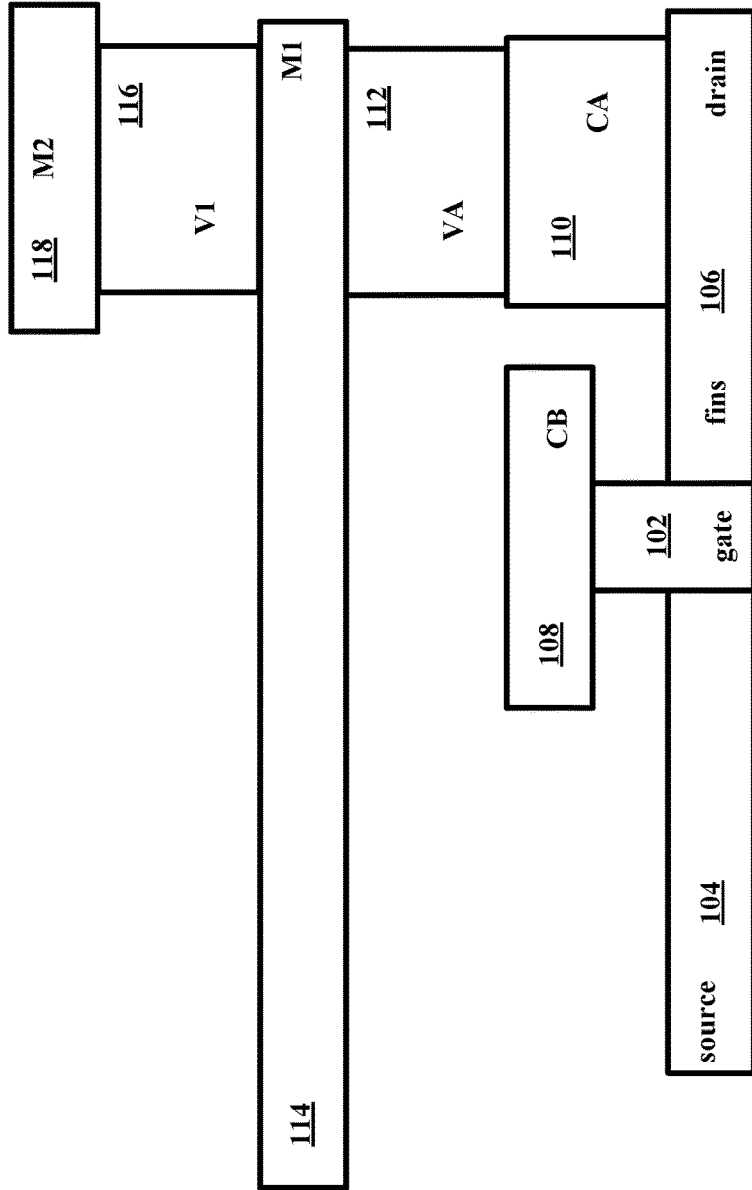 118 M2
V1 116
114 M1
VA 112
108 CB
110 CA
102
gate
source 104
fins 106 drain